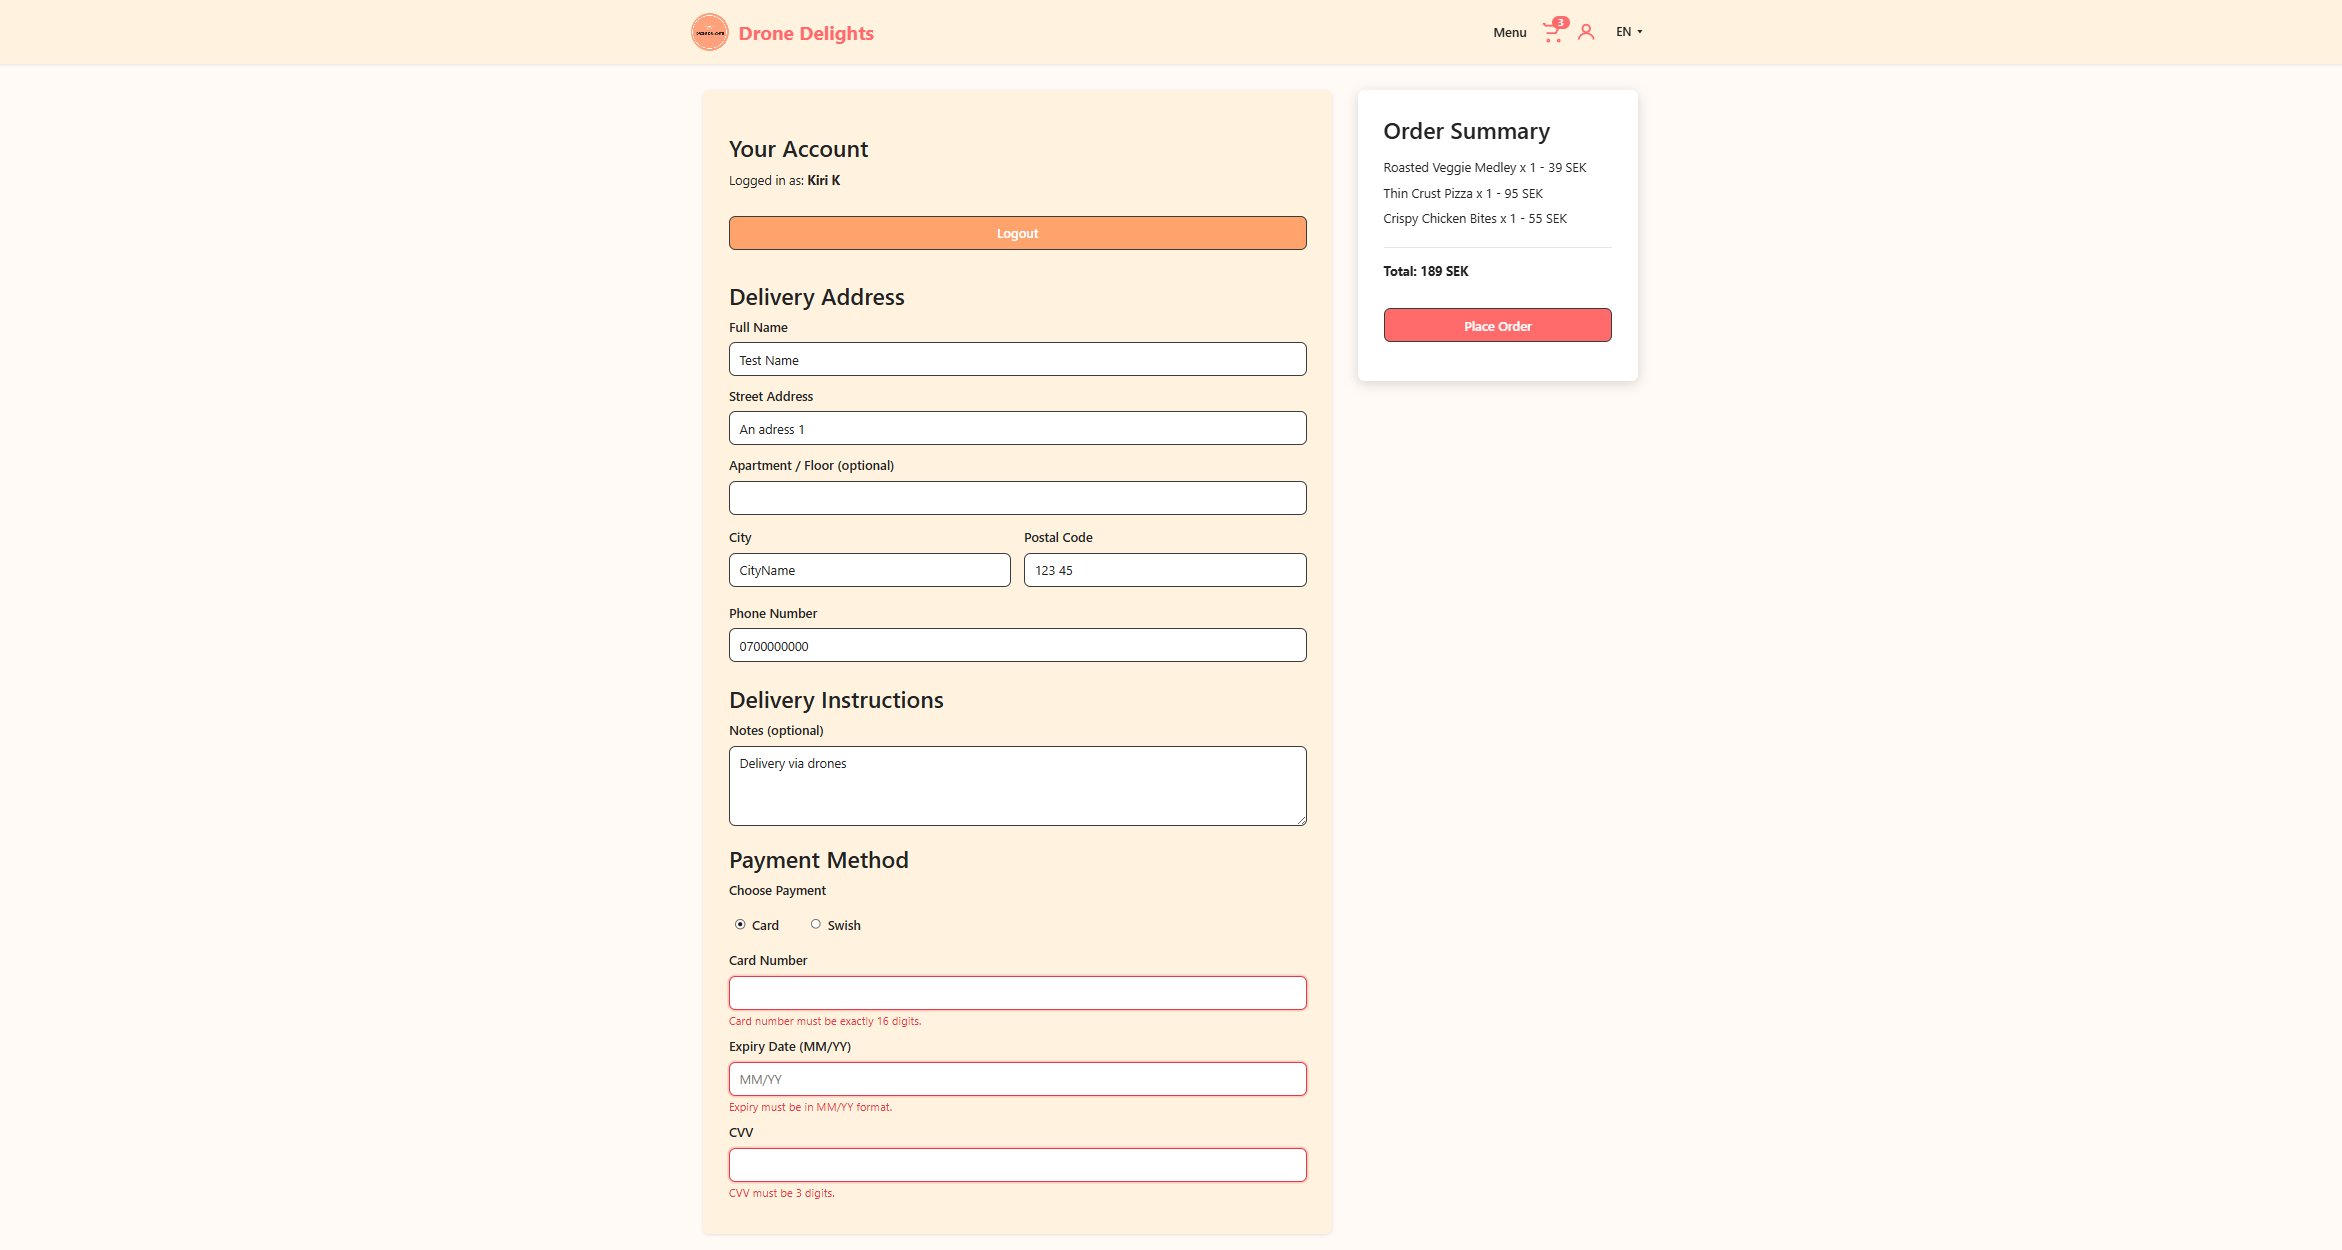 Drone Delights
Menu
3
EN
Your Account
Logged in as: Kiri K
Logout
Delivery Address
Full Name
Test Name
Street Address
An adress 1
Apartment / Floor (optional)
City
Postal Code
CityName
123 45
Phone Number
0700000000
Delivery Instructions
Notes (optional)
Delivery via drones
Payment Method
Choose Payment
Card
Swish
Card Number
Card number must be exactly 16 digits.
Expiry Date (MM/YY)
MM/YY
Expiry must be in MM/YY format.
CVV
CVV must be 3 digits.
Order Summary
Roasted Veggie Medley x 1 - 39 SEK
Thin Crust Pizza x 1 - 95 SEK
Crispy Chicken Bites x 1 - 55 SEK
Total: 189 SEK
Place Order